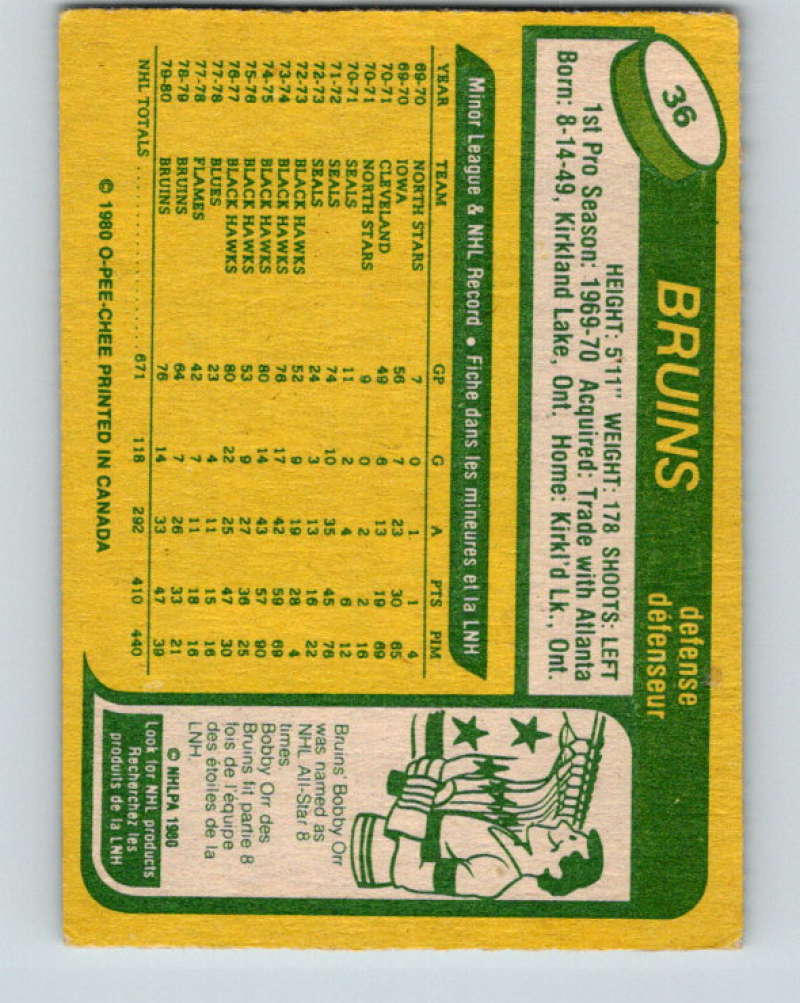 36
BRUINS
defense
défenseur
HEIGHT: 5'11" WEIGHT: 178 SHOOTS: LEFT
1st Pro Season: 1969-70 Acquired: Trade with Atlanta
Born: 8-14-49, Kirkland Lake, Ont. Home: Kirkl'd Lk., Ont.
Minor League & NHL Record • Fiche dans les mineures et la LNH
YEAR TEAM GP G A PTS PIM
69-70 NORTH STARS 7 0 1 1 4
69-70 IOWA 56 7 23 30 65
70-71 CLEVELAND 49 6 13 19 69
70-71 NORTH STARS 9 0 2 2 16
70-71 SEALS 11 2 4 6 12
71-72 SEALS 74 10 35 45 76
72-73 SEALS 24 3 13 16 22
72-73 BLACK HAWKS 52 9 19 28 4
73-74 BLACK HAWKS 76 17 42 59 69
74-75 BLACK HAWKS 80 14 43 57 90
75-76 BLACK HAWKS 53 9 27 36 25
76-77 BLACK HAWKS 80 22 25 47 30
77-78 BLUES 23 4 11 15 16
77-78 FLAMES 42 7 11 18 16
78-79 BRUINS 64 7 26 33 21
79-80 BRUINS 76 14 33 47 39
NHL TOTALS .................... 671 118 292 410 440
© 1980 O-PEE-CHEE PRINTED IN CANADA
Bruins' Bobby Orr
was named as
NHL All-Star 8
times.
Bobby Orr des
Bruins fit partie 8
fois de l'équipe
des étoiles de la
LNH.
© NHLPA 1980
Look for NHL products
Recherchez les
produits de la LNH